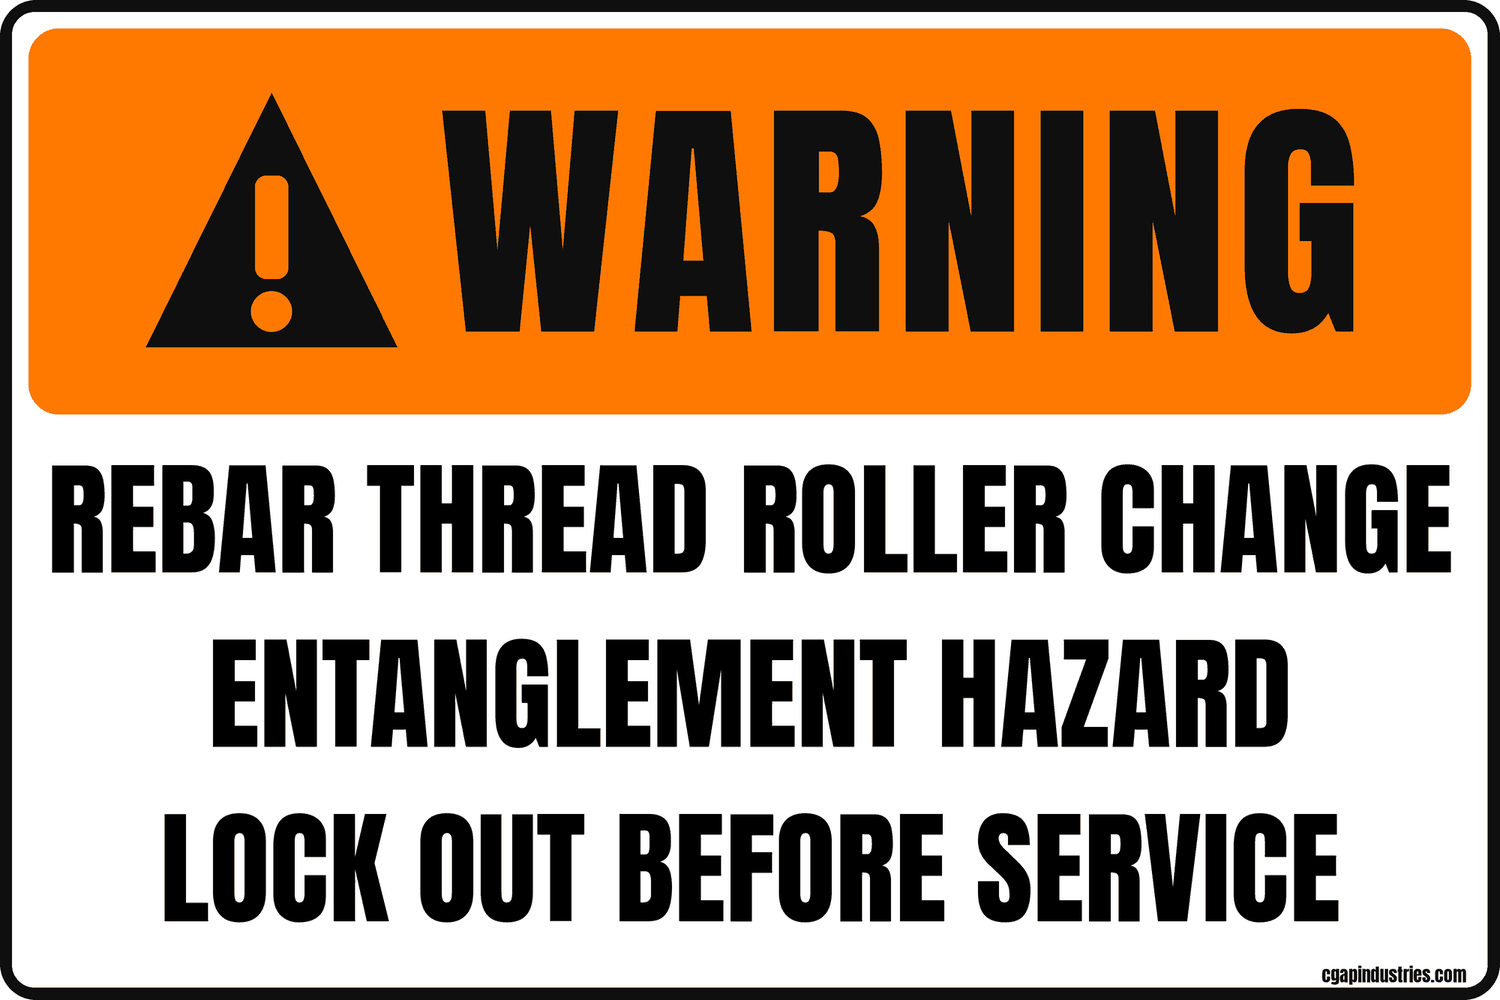 WARNING
REBAR THREAD ROLLER CHANGE
ENTANGLEMENT HAZARD
LOCK OUT BEFORE SERVICE
cgapindustries.com